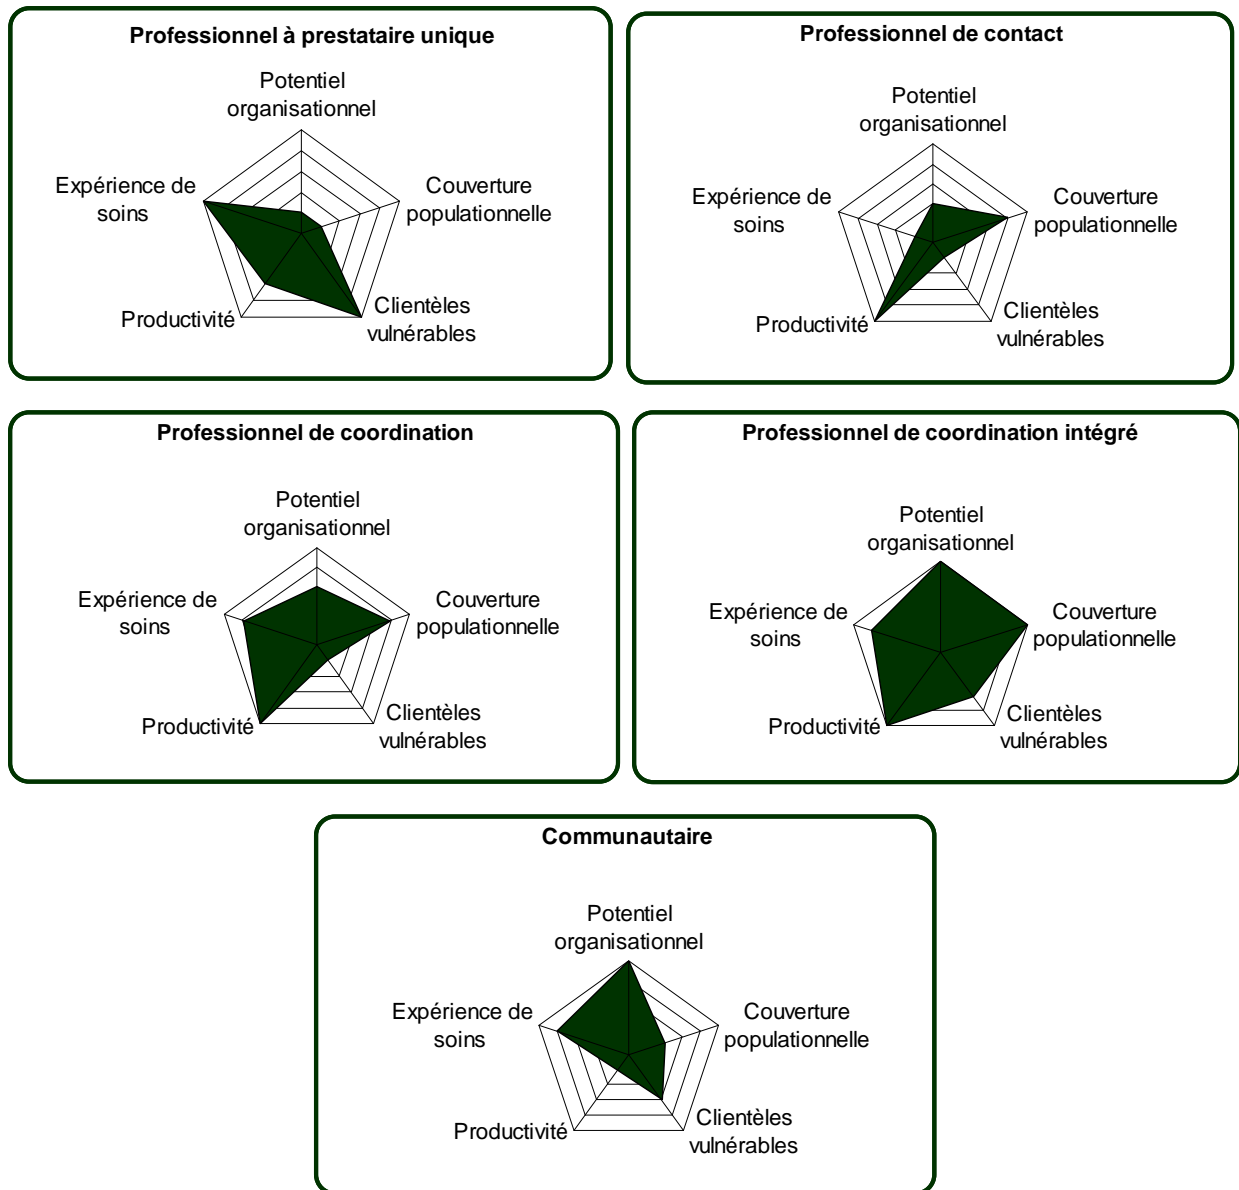 Professionnel à prestataire unique
Potentiel
organisationnel
Expérience de
soins
Couverture
populationnelle
Productivité
Clientèles
vulnérables
Professionnel de contact
Potentiel
organisationnel
Expérience de
soins
Couverture
populationnelle
Productivité
Clientèles
vulnérables
Professionnel de coordination
Potentiel
organisationnel
Expérience de
soins
Couverture
populationnelle
Productivité
Clientèles
vulnérables
Professionnel de coordination intégré
Potentiel
organisationnel
Expérience de
soins
Couverture
populationnelle
Productivité
Clientèles
vulnérables
Communautaire
Potentiel
organisationnel
Expérience de
soins
Couverture
populationnelle
Productivité
Clientèles
vulnérables